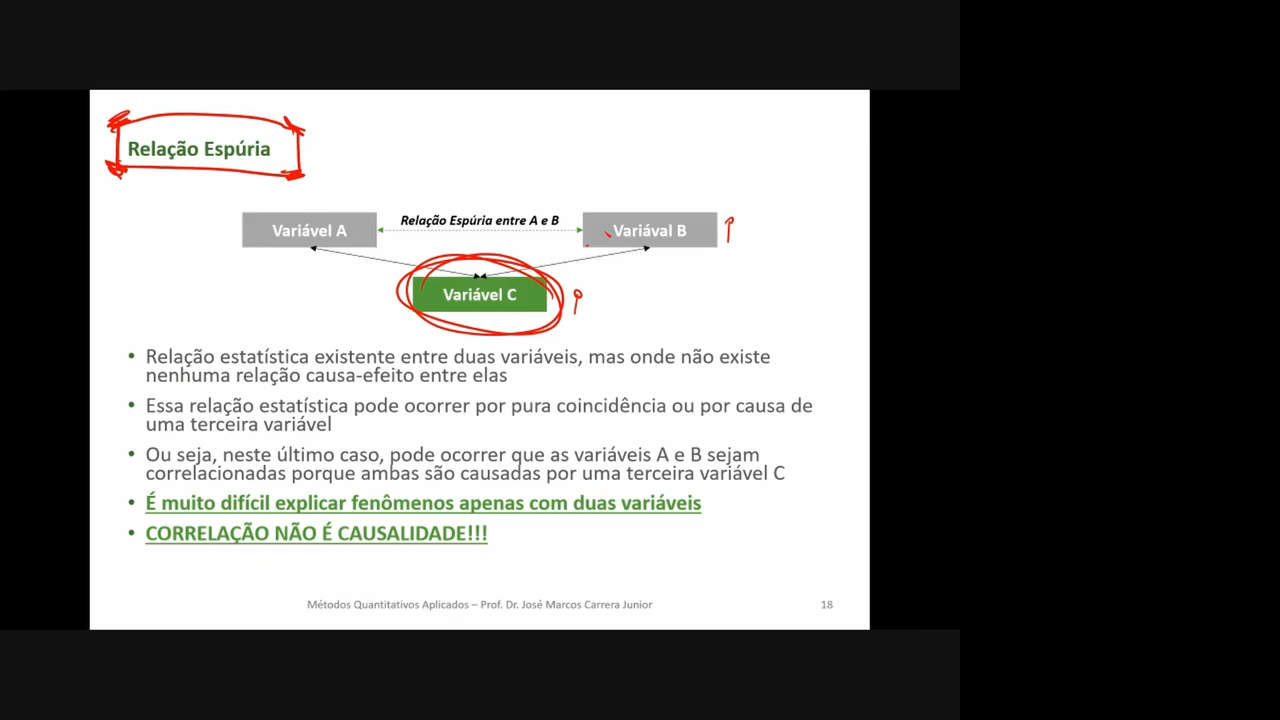 Relação Espúria
Relação Espúria entre A e B
Variável A
Variával B
Variável C
• Relação estatística existente entre duas variáveis, mas onde não existe
nenhuma relação causa-efeito entre elas
• Essa relação estatística pode ocorrer por pura coincidência ou por causa de
uma terceira variável
• Ou seja, neste último caso, pode ocorrer que as variáveis A e B sejam
correlacionadas porque ambas são causadas por uma terceira variável C
• É muito difícil explicar fenômenos apenas com duas variáveis
• CORRELAÇÃO NÃO É CAUSALIDADE!!!
Métodos Quantitativos Aplicados – Prof. Dr. José Marcos Carrera Junior
18